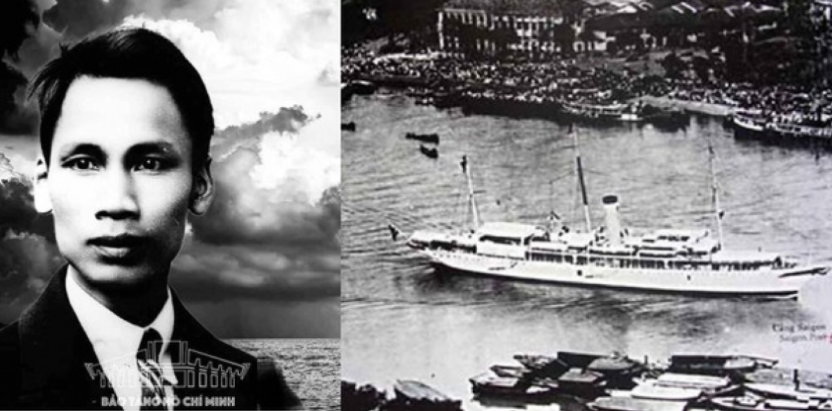 BẢO TÀNG HỒ CHÍ MINH
Cảng Saigon
Saigon Port